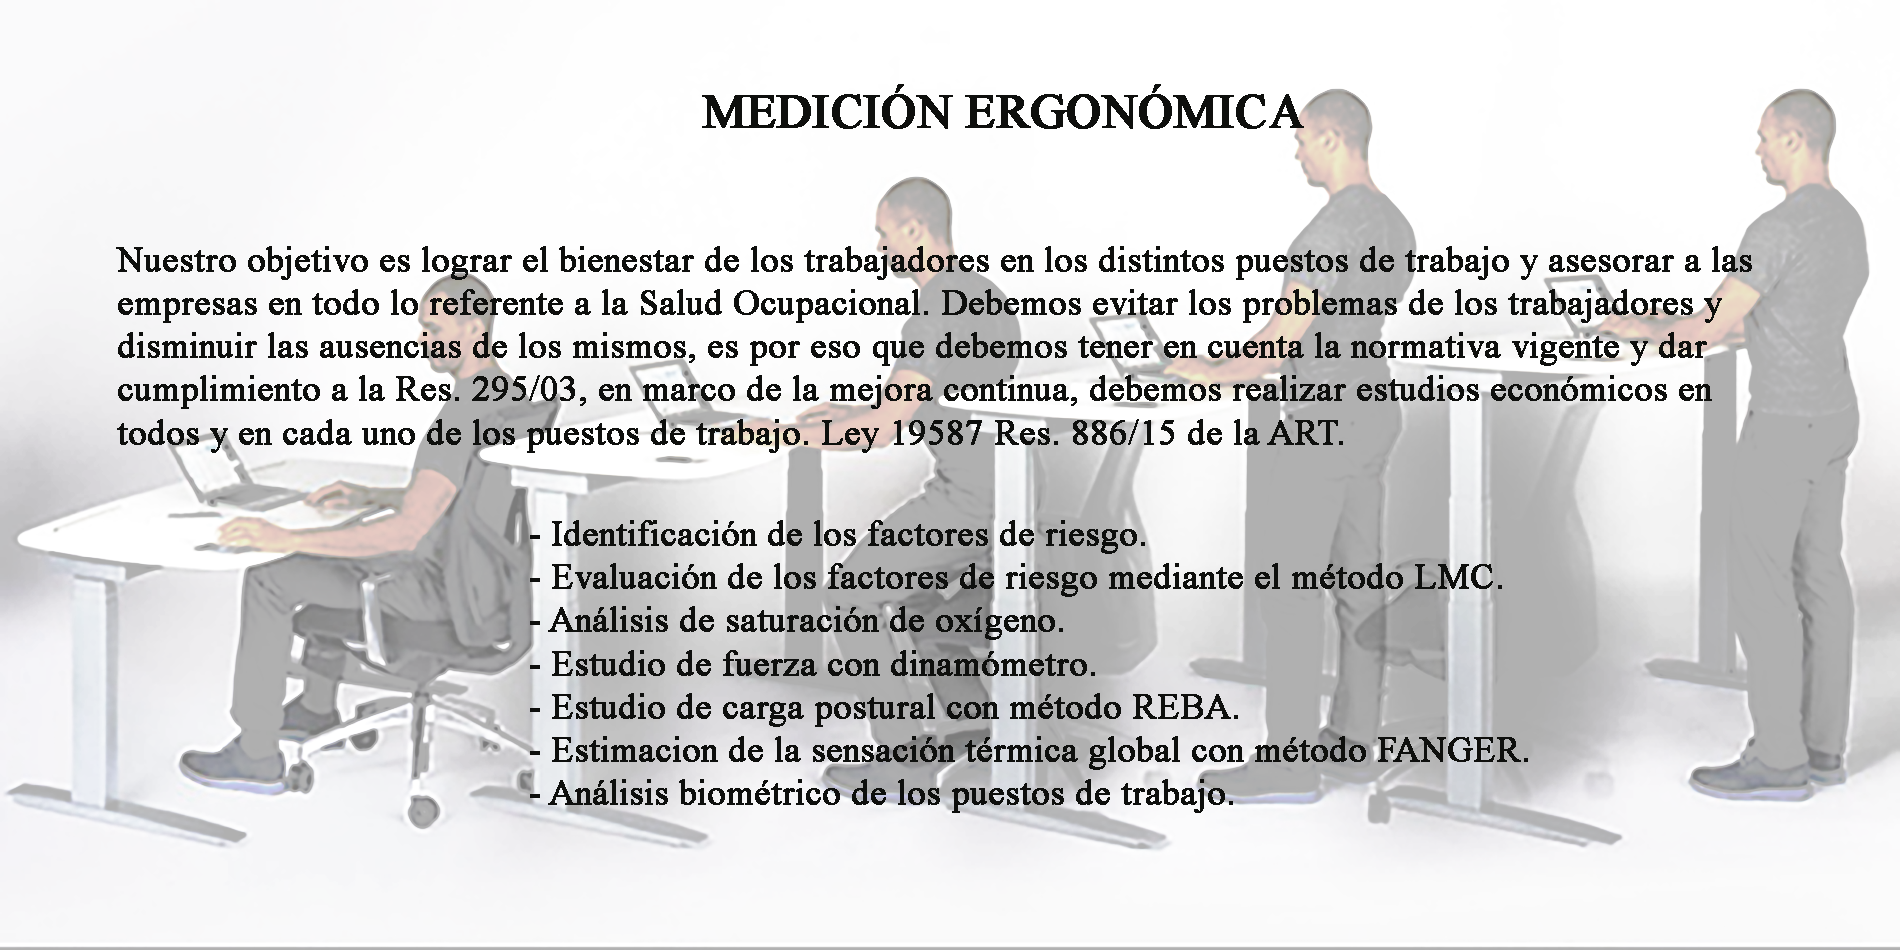 MEDICIÓN ERGONÓMICA
Nuestro objetivo es lograr el bienestar de los trabajadores en los distintos puestos de trabajo y asesorar a las
empresas en todo lo referente a la Salud Ocupacional. Debemos evitar los problemas de los trabajadores y
disminuir las ausencias de los mismos, es por eso que debemos tener en cuenta la normativa vigente y dar
cumplimiento a la Res. 295/03, en marco de la mejora continua, debemos realizar estudios económicos en
todos y en cada uno de los puestos de trabajo. Ley 19587 Res. 886/15 de la ART.
- Identificación de los factores de riesgo.
- Evaluación de los factores de riesgo mediante el método LMC.
- Análisis de saturación de oxígeno.
- Estudio de fuerza con dinamómetro.
- Estudio de carga postural con método REBA.
- Estimacion de la sensación térmica global con método FANGER.
- Análisis biométrico de los puestos de trabajo.